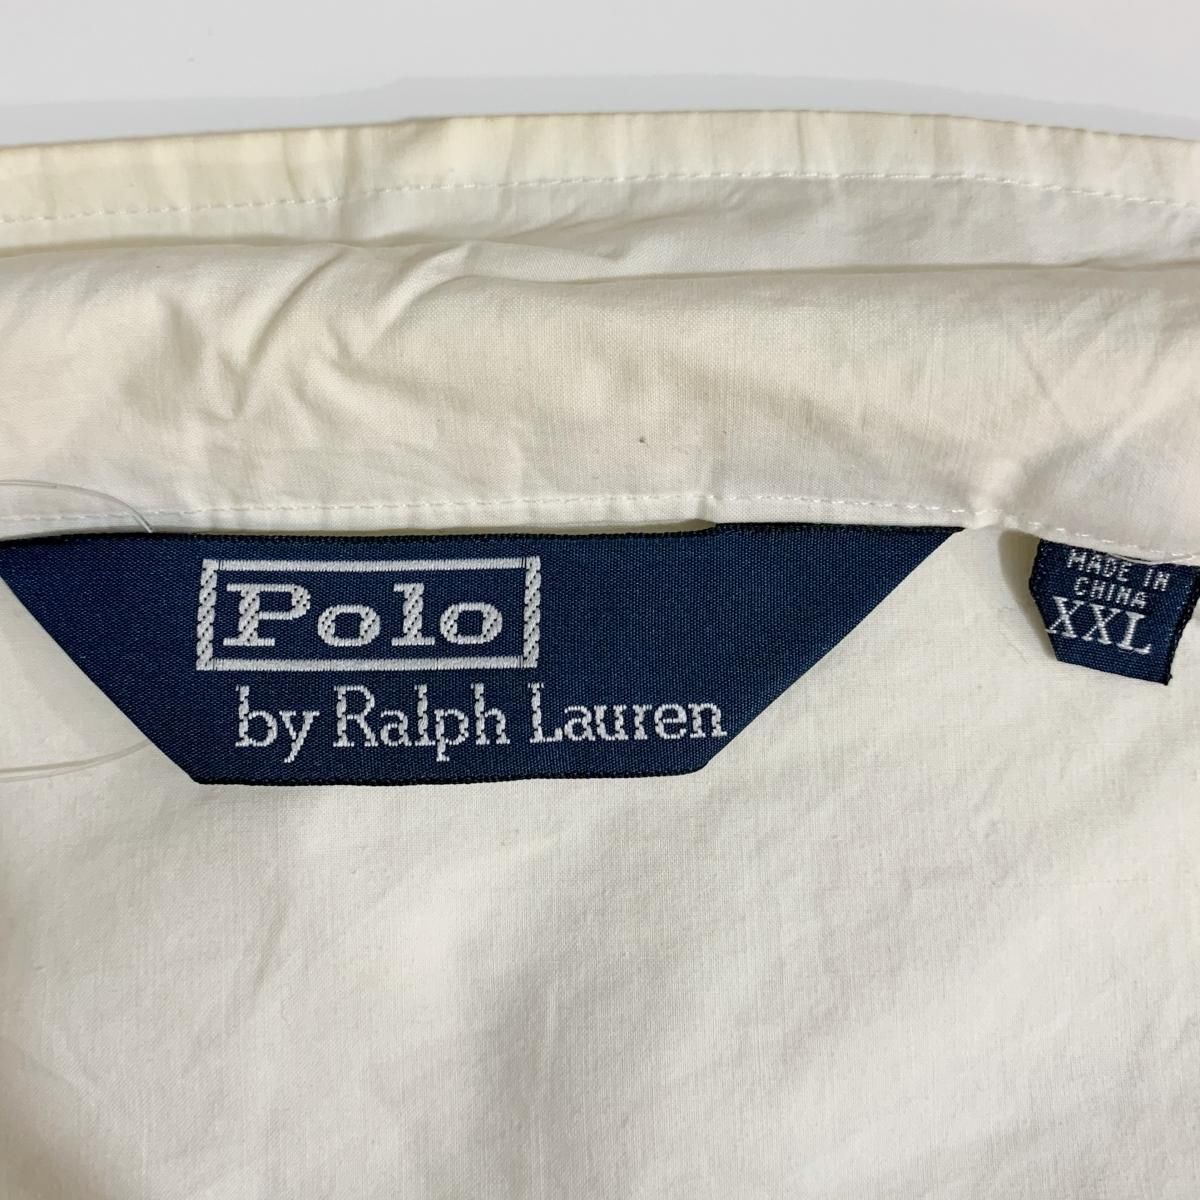 Polo
by Ralph Lauren
MADE IN
CHINA
XXL